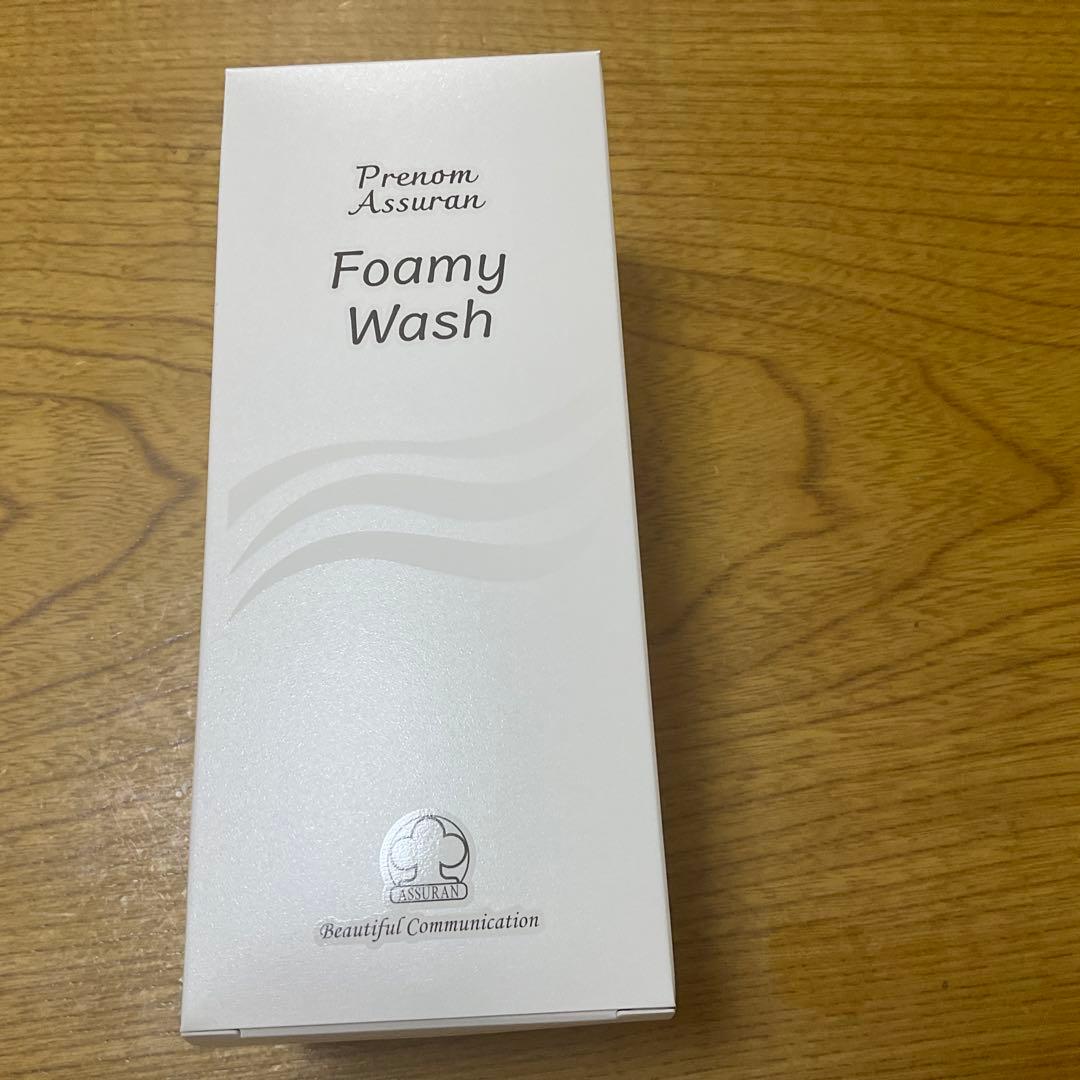 Prenom
Assuran
Foamy
Wash
ASSURAN
Beautiful Communication